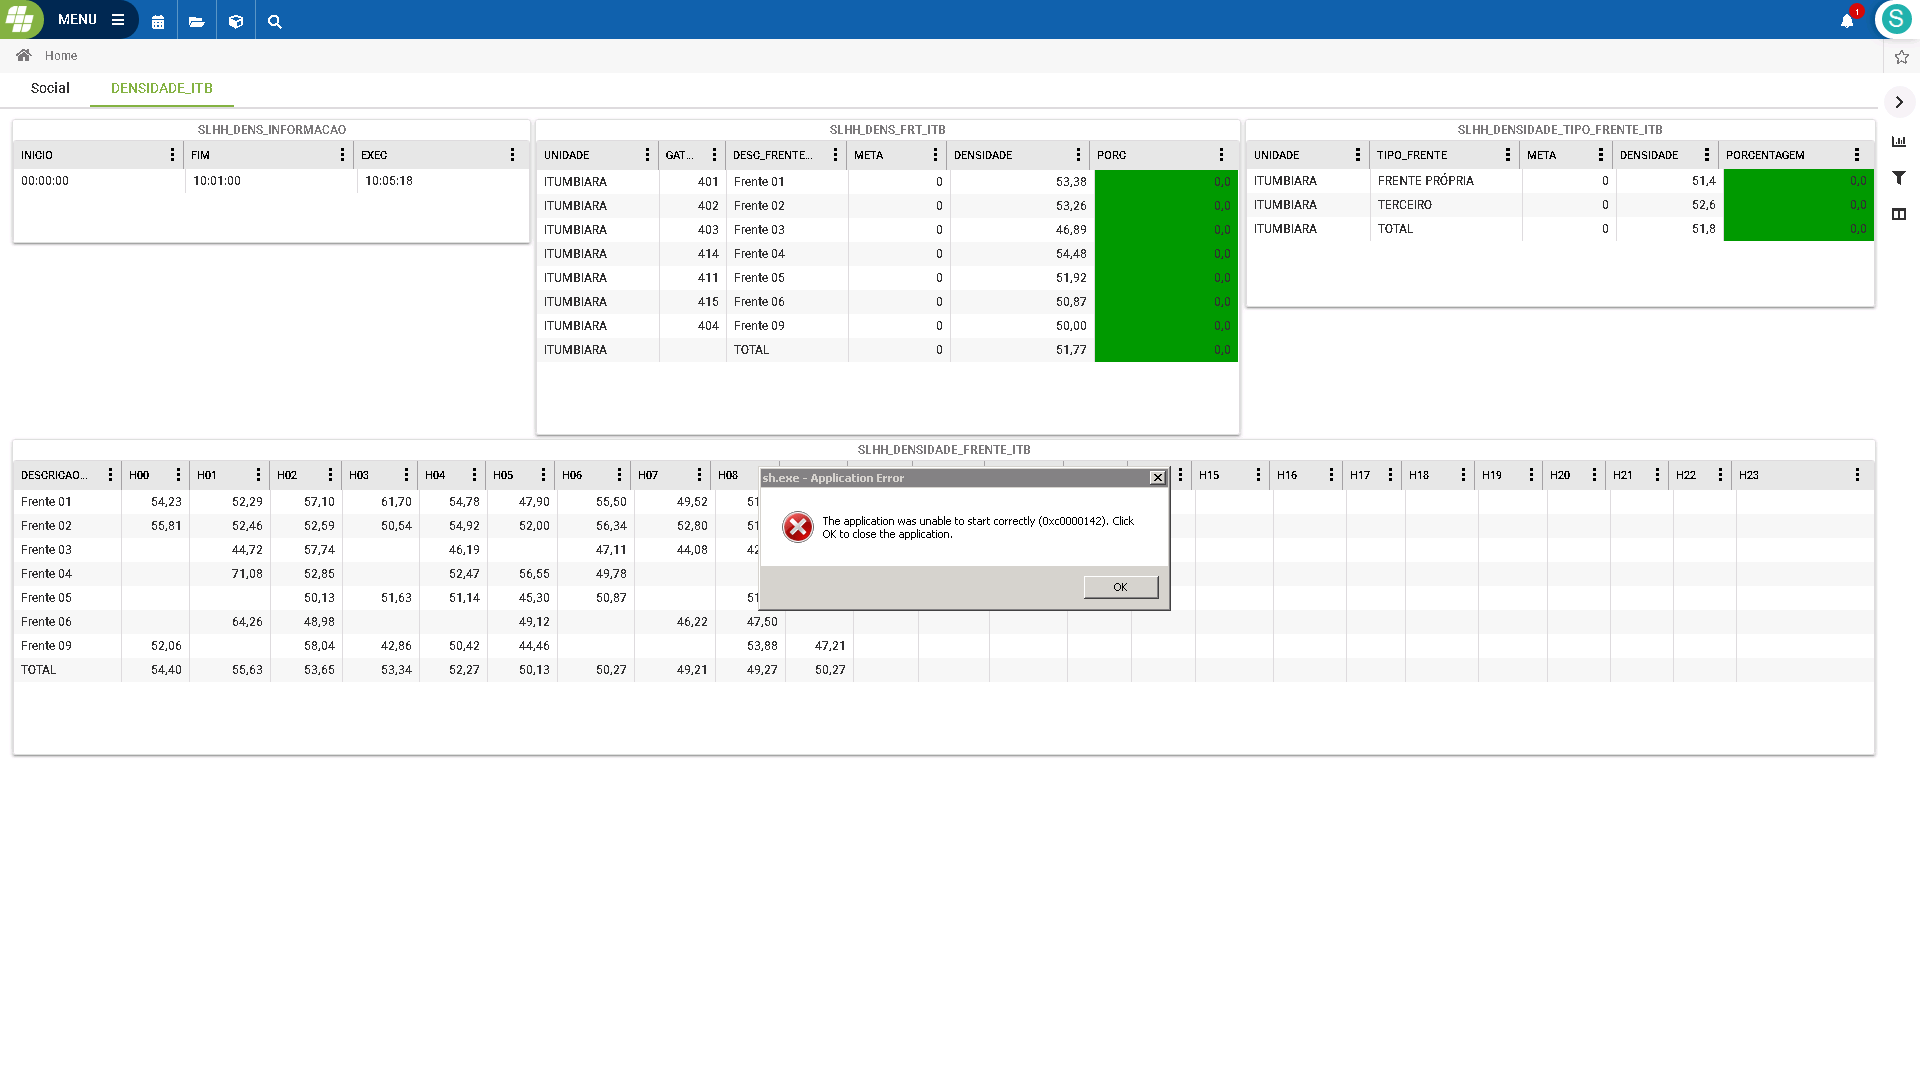 MENU
1
S
Home
Social DENSIDADE_ITB
SLHH_DENS_INFORMACAO
INICIO FIM EXEC
00:00:00 10:01:00 10:05:18
SLHH_DENS_FRT_ITB
UNIDADE GAT... DESC_FRENTE... META DENSIDADE PORC
ITUMBIARA 401 Frente 01 0 53,38 0,0
ITUMBIARA 402 Frente 02 0 53,26 0,0
ITUMBIARA 403 Frente 03 0 46,89 0,0
ITUMBIARA 414 Frente 04 0 54,48 0,0
ITUMBIARA 411 Frente 05 0 51,92 0,0
ITUMBIARA 415 Frente 06 0 50,87 0,0
ITUMBIARA 404 Frente 09 0 50,00 0,0
ITUMBIARA TOTAL 0 51,77 0,0
SLHH_DENSIDADE_TIPO_FRENTE_ITB
UNIDADE TIPO_FRENTE META DENSIDADE PORCENTAGEM
ITUMBIARA FRENTE PRÓPRIA 0 51,4 0,0
ITUMBIARA TERCEIRO 0 52,6 0,0
ITUMBIARA TOTAL 0 51,8 0,0
SLHH_DENSIDADE_FRENTE_ITB
DESCRICAO... H00 H01 H02 H03 H04 H05 H06 H07 H08 H15 H16 H17 H18 H19 H20 H21 H22 H23
Frente 01 54,23 52,29 57,10 61,70 54,78 47,90 55,50 49,52 51
Frente 02 55,81 52,46 52,59 50,54 54,92 52,00 56,34 52,80 51
Frente 03 44,72 57,74 46,19 47,11 44,08 42
Frente 04 71,08 52,85 52,47 56,55 49,78
Frente 05 50,13 51,63 51,14 45,30 50,87 51
Frente 06 64,26 48,98 49,12 46,22 47,50
Frente 09 52,06 58,04 42,86 50,42 44,46 53,88 47,21
TOTAL 54,40 55,63 53,65 53,34 52,27 50,13 50,27 49,21 49,27 50,27
sh.exe - Application Error
The application was unable to start correctly (0xc0000142). Click
OK to close the application.
OK